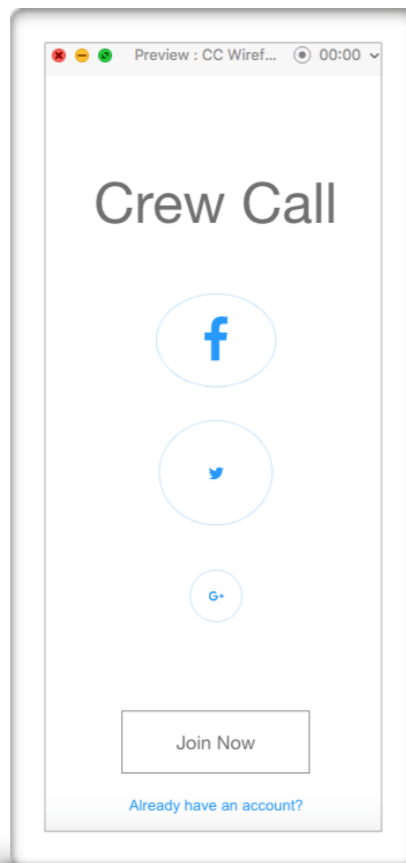 Preview : CC Wiref... 00:00
Crew Call
f
G+
Join Now
Already have an account?